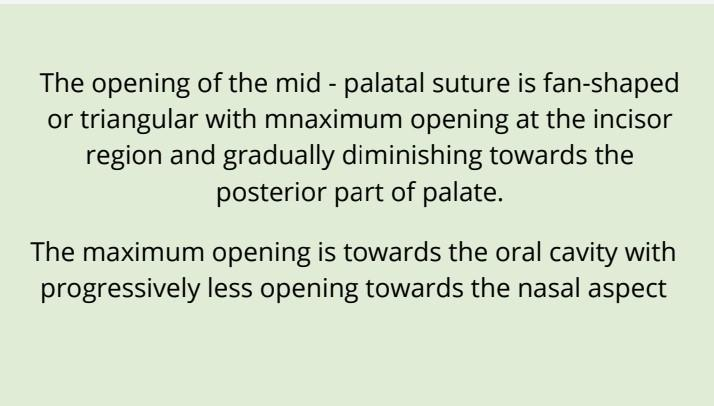 The opening of the mid - palatal suture is fan-shaped
or triangular with mnaximum opening at the incisor
region and gradually diminishing towards the
posterior part of palate.
The maximum opening is towards the oral cavity with
progressively less opening towards the nasal aspect